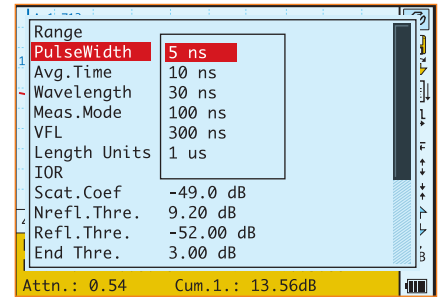 Range
PulseWidth 5 ns
Avg.Time 10 ns
Wavelength 30 ns
Meas.Mode 100 ns
VFL 300 ns
Length Units 1 us
IOR
Scat.Coef -49.0 dB
Nrefl.Thre. 9.20 dB
Refl.Thre. -52.00 dB
End Thre. 3.00 dB
Attn.: 0.54 Cum.1.: 13.56dB